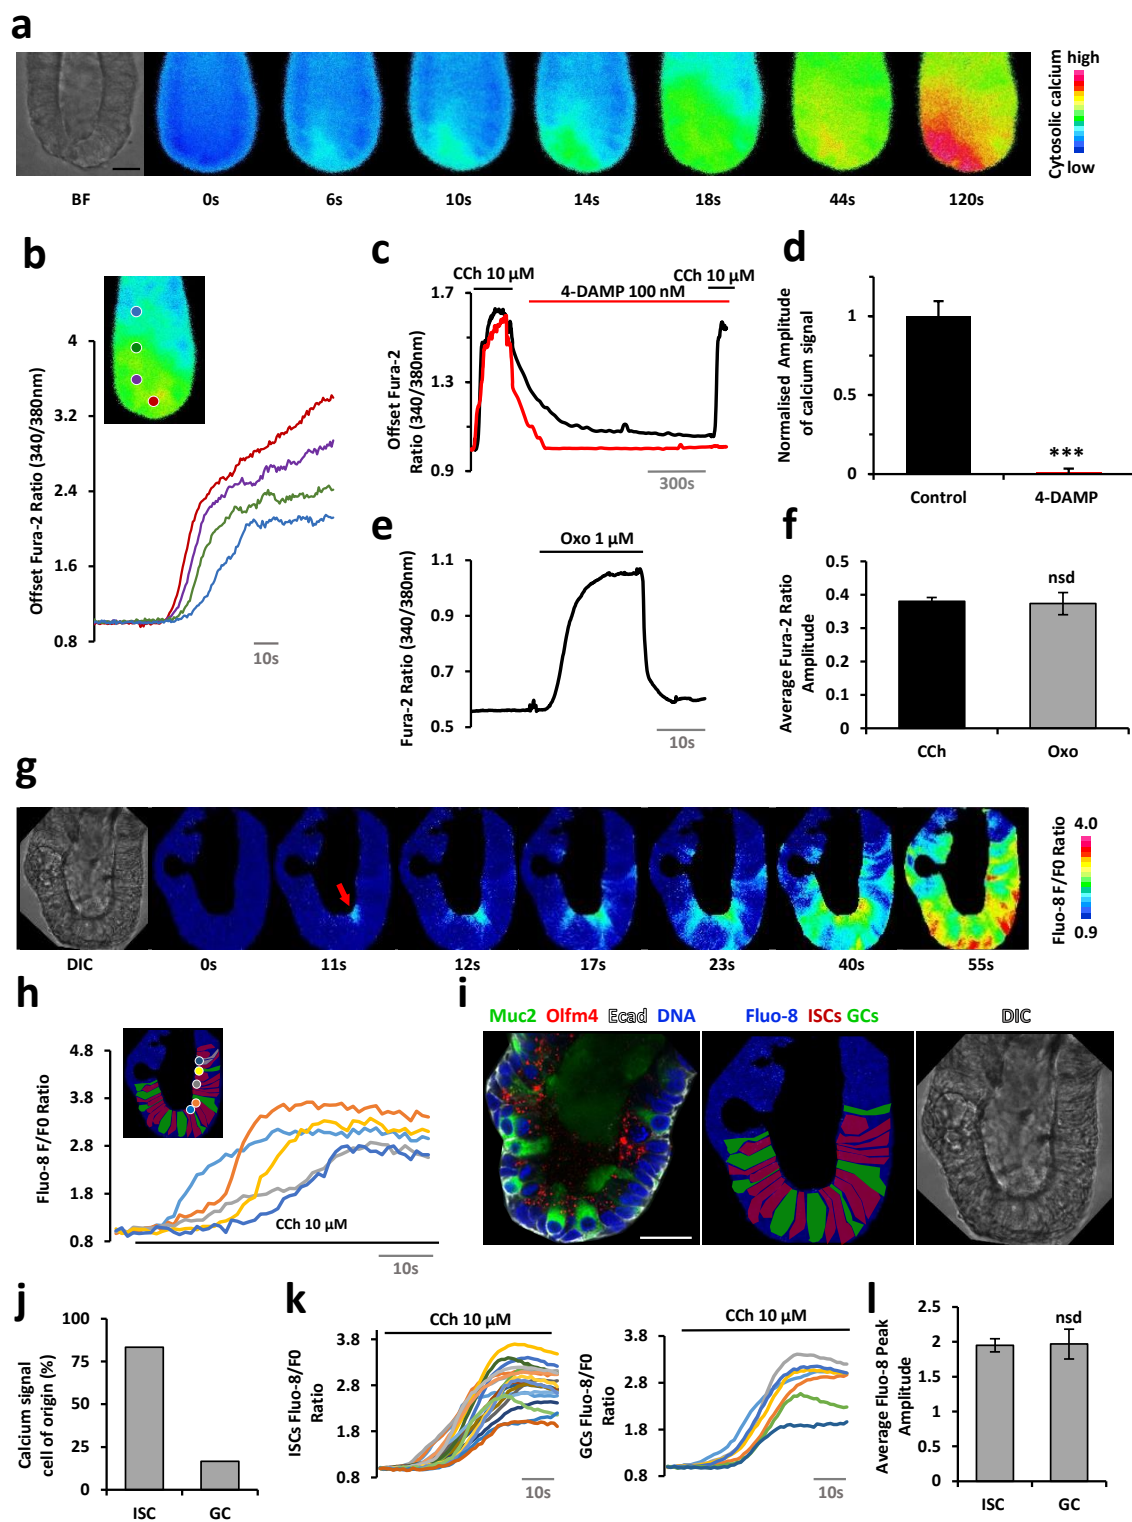 a
BF
0s
6s
10s
14s
18s
44s
120s
Cytosolic calcium
high
low
b
Offset Fura-2 Ratio (340/380nm)
4
3.2
2.4
1.6
0.8
10s
c
CCh 10 µM
CCh 10 µM
4-DAMP 100 nM
Offset Fura-2
Ratio (340/380nm)
1.7
1.3
0.9
300s
d
Normalised Amplitude
of calcium signal
1
0.5
0
***
Control
4-DAMP
e
Oxo 1 µM
Fura-2 Ratio (340/380nm)
1.1
0.9
0.7
0.5
10s
f
Average Fura-2 Ratio
Amplitude
0.5
0.4
0.3
0.2
0.1
0
nsd
CCh
Oxo
g
DIC
0s
11s
12s
17s
23s
40s
55s
Fluo-8 F/F0 Ratio
4.0
0.9
h
Fluo-8 F/F0 Ratio
4.8
3.8
2.8
1.8
0.8
CCh 10 µM
10s
i
Muc2 Olfm4 Ecad DNA
Fluo-8 ISCs GCs
DIC
j
Calcium signal
cell of origin (%)
100
75
50
25
0
ISC
GC
k
CCh 10 µM
ISCs Fluo-8/F0
Ratio
3.8
2.8
1.8
0.8
10s
CCh 10 µM
GCs Fluo-8/F0
Ratio
3.8
2.8
1.8
0.8
10s
l
Average Fluo-8 Peak
Amplitude
2.5
2
1.5
1
0.5
0
nsd
ISC
GC